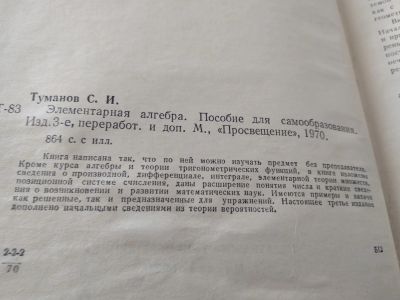 Туманов С. И.
Т-83 Элементарная алгебра. Пособие для самообразования.
Изд. 3-е, переработ. и доп. М., «Просвещение», 1970.
864 с. с илл.
Книга написана так, что по ней можно изучать предмет без преподавателя.
Кроме курса алгебры и теории тригонометрических функций, в книге изложены
сведения о производной, дифференциале, интеграле, элементарной теории множеств,
позиционной системе счисления, даны расширение понятия числа и краткие сведе-
ния о возникновении и развитии математических наук. Имеются примеры и задачи
как решенные, так и предназначенные для упражнений. Настоящее третье издание
дополнено начальными сведениями из теории вероятностей.
2-2-2
70
512